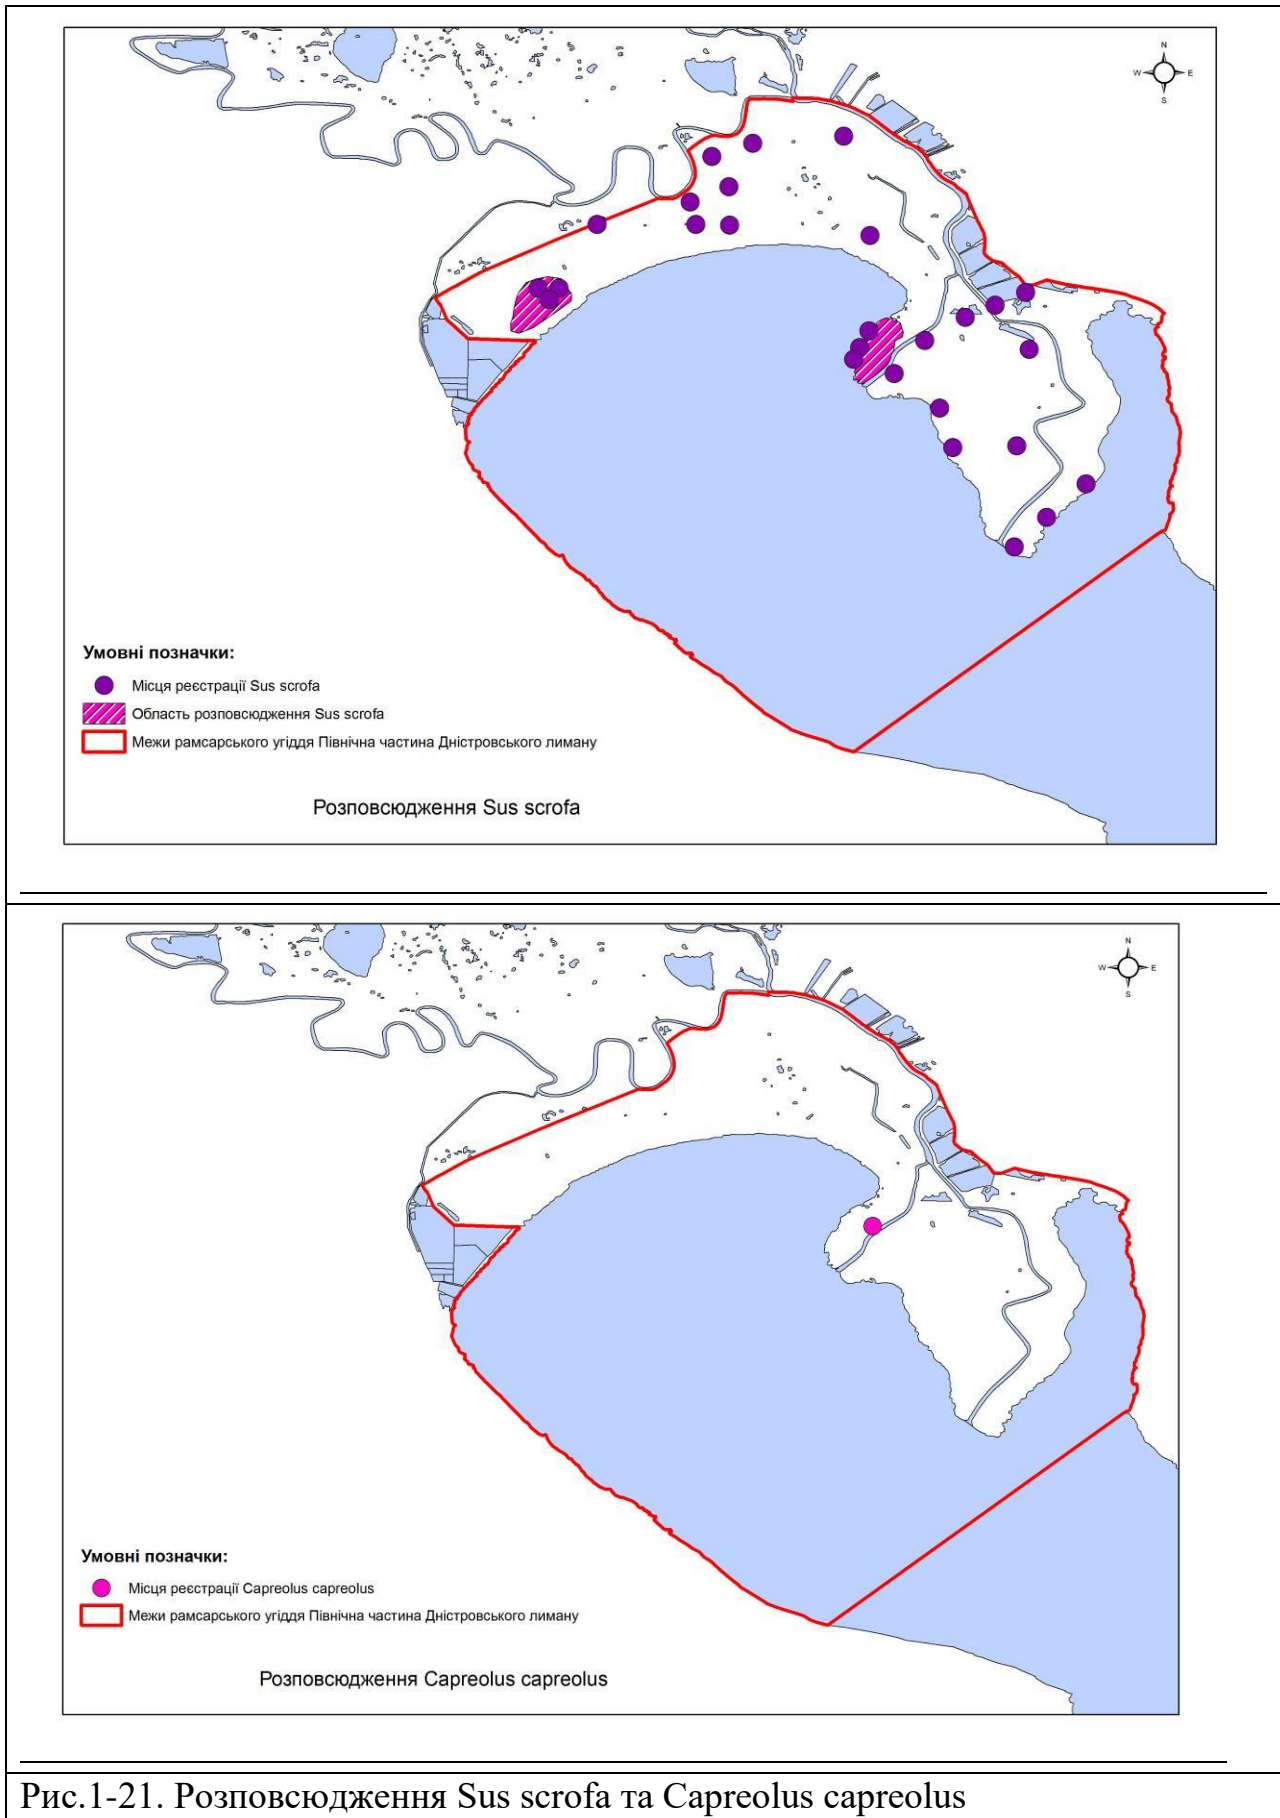 N
W E
S
Умовні позначки:
Місця реєстрації Sus scrofa
Область розповсюдження Sus scrofa
Межи рамсарського угіддя Північна частина Дністровського лиману
Розповсюдження Sus scrofa
N
W E
S
Умовні позначки:
Місця реєстрації Capreolus capreolus
Межи рамсарського угіддя Північна частина Дністровського лиману
Розповсюдження Capreolus capreolus
Рис.1-21. Розповсюдження Sus scrofa та Capreolus capreolus